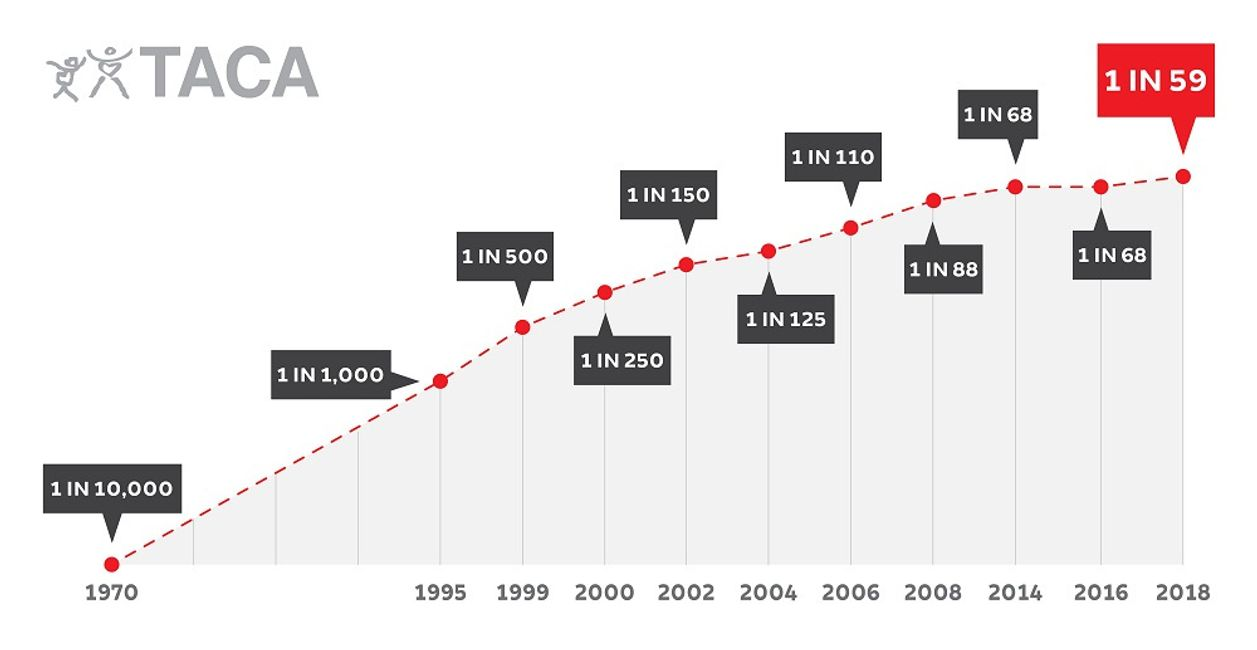 TACA
1 IN 10,000
1 IN 1,000
1 IN 500
1 IN 250
1 IN 150
1 IN 125
1 IN 110
1 IN 88
1 IN 68
1 IN 68
1 IN 59
1970 1995 1999 2000 2002 2004 2006 2008 2014 2016 2018